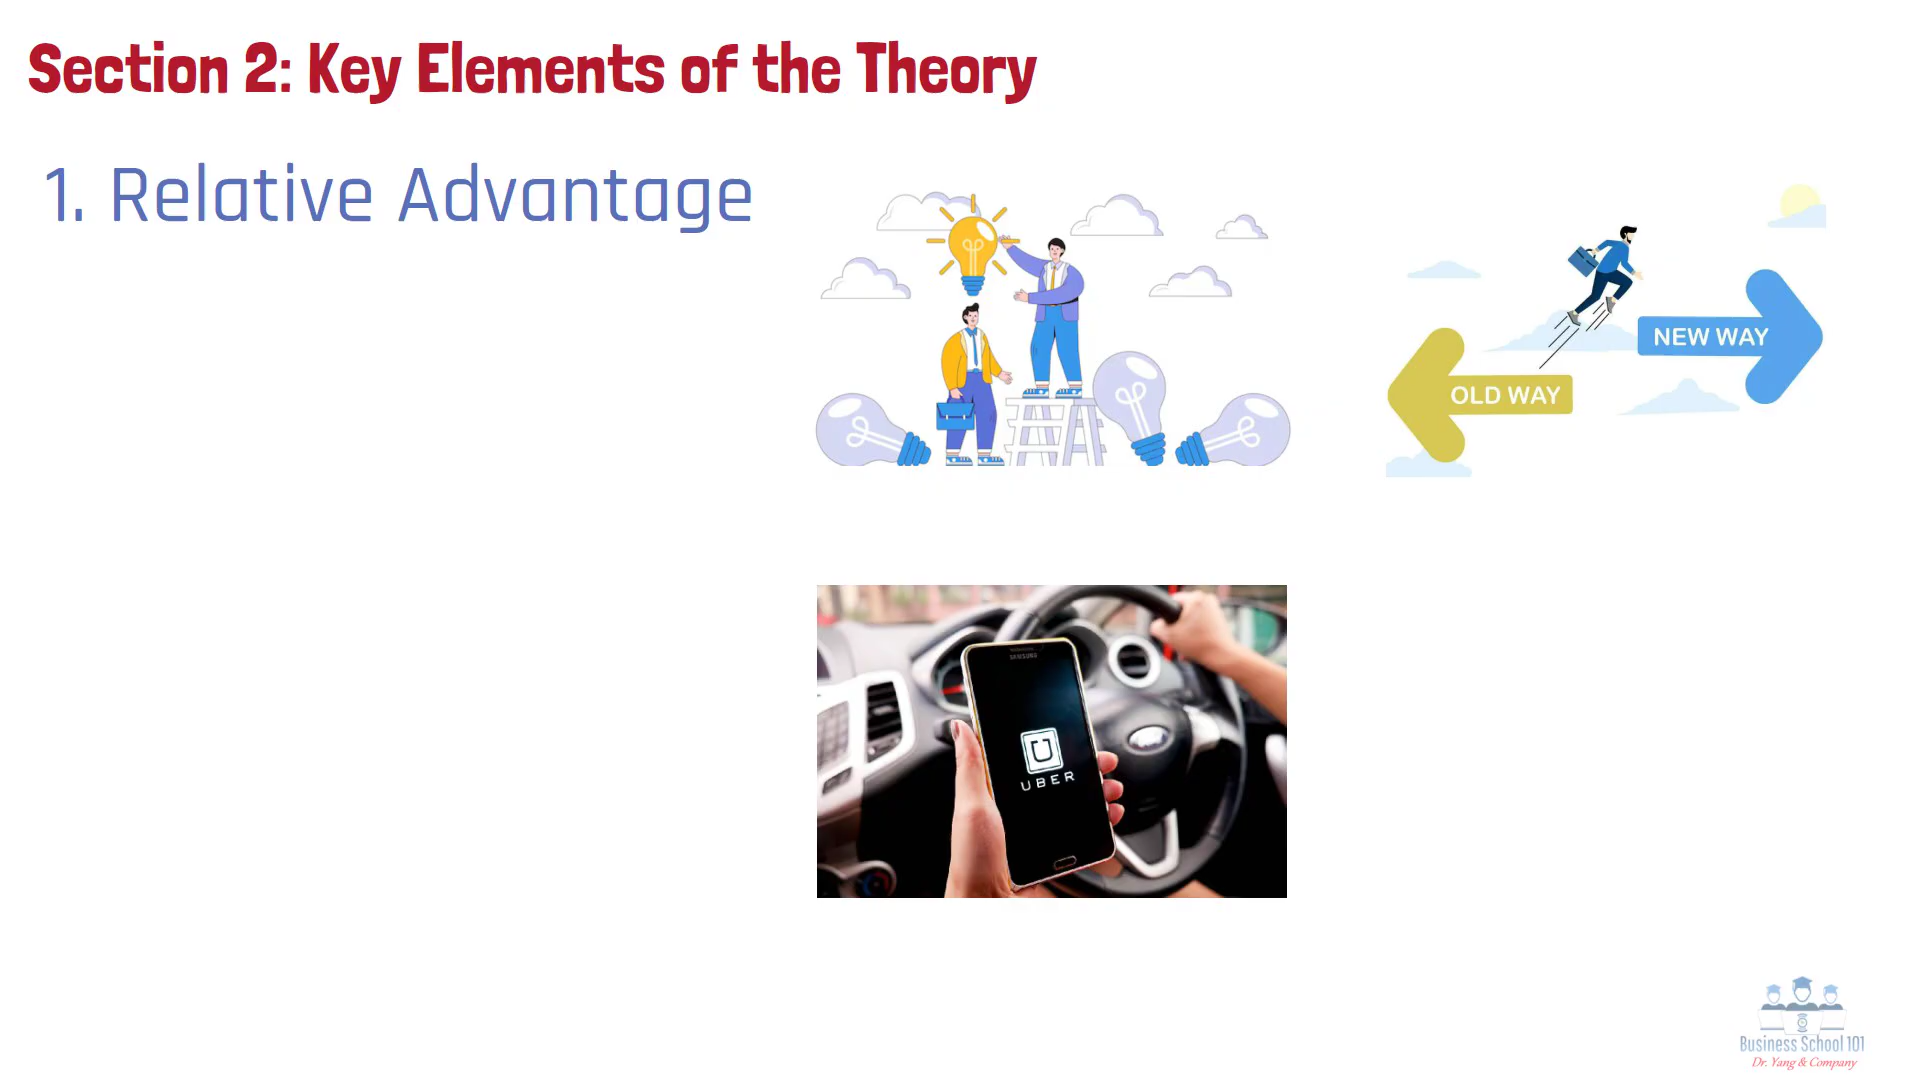 Section 2: Key Elements of the Theory
1. Relative Advantage
NEW WAY
OLD WAY
SAMSUNG
U
UBER
Business School 101
Dr. Yang & Company